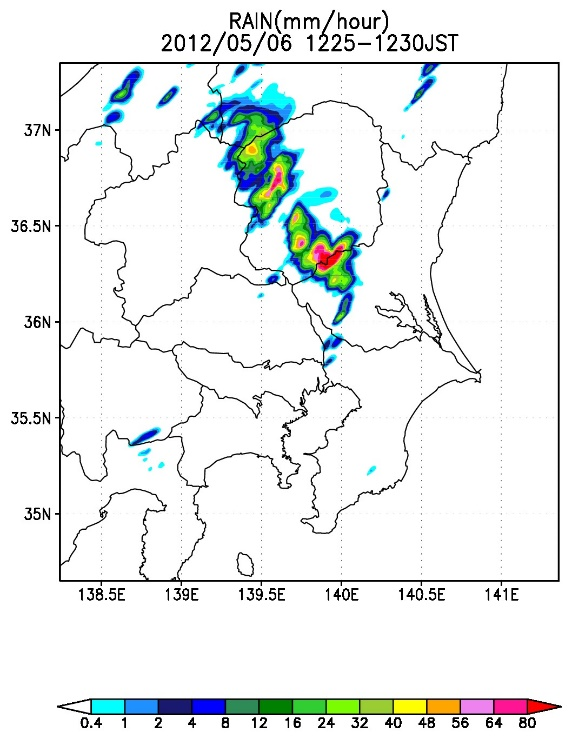 RAIN(mm/hour)
2012/05/06 1225-1230JST
37N
36.5N
36N
35.5N
35N
138.5E 139E 139.5E 140E 140.5E 141E
0.4 1 2 4 8 12 16 24 32 40 48 56 64 80